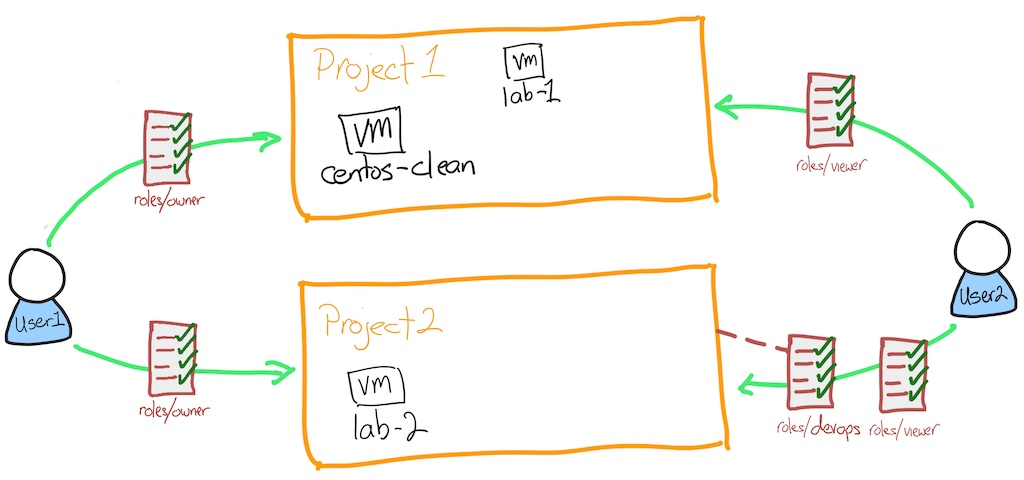 Project 1
VM
lab-1
VM
centos-clean
roles/owner
roles/viewer
User1
User2
Project 2
VM
lab-2
roles/owner
roles/devops
roles/viewer